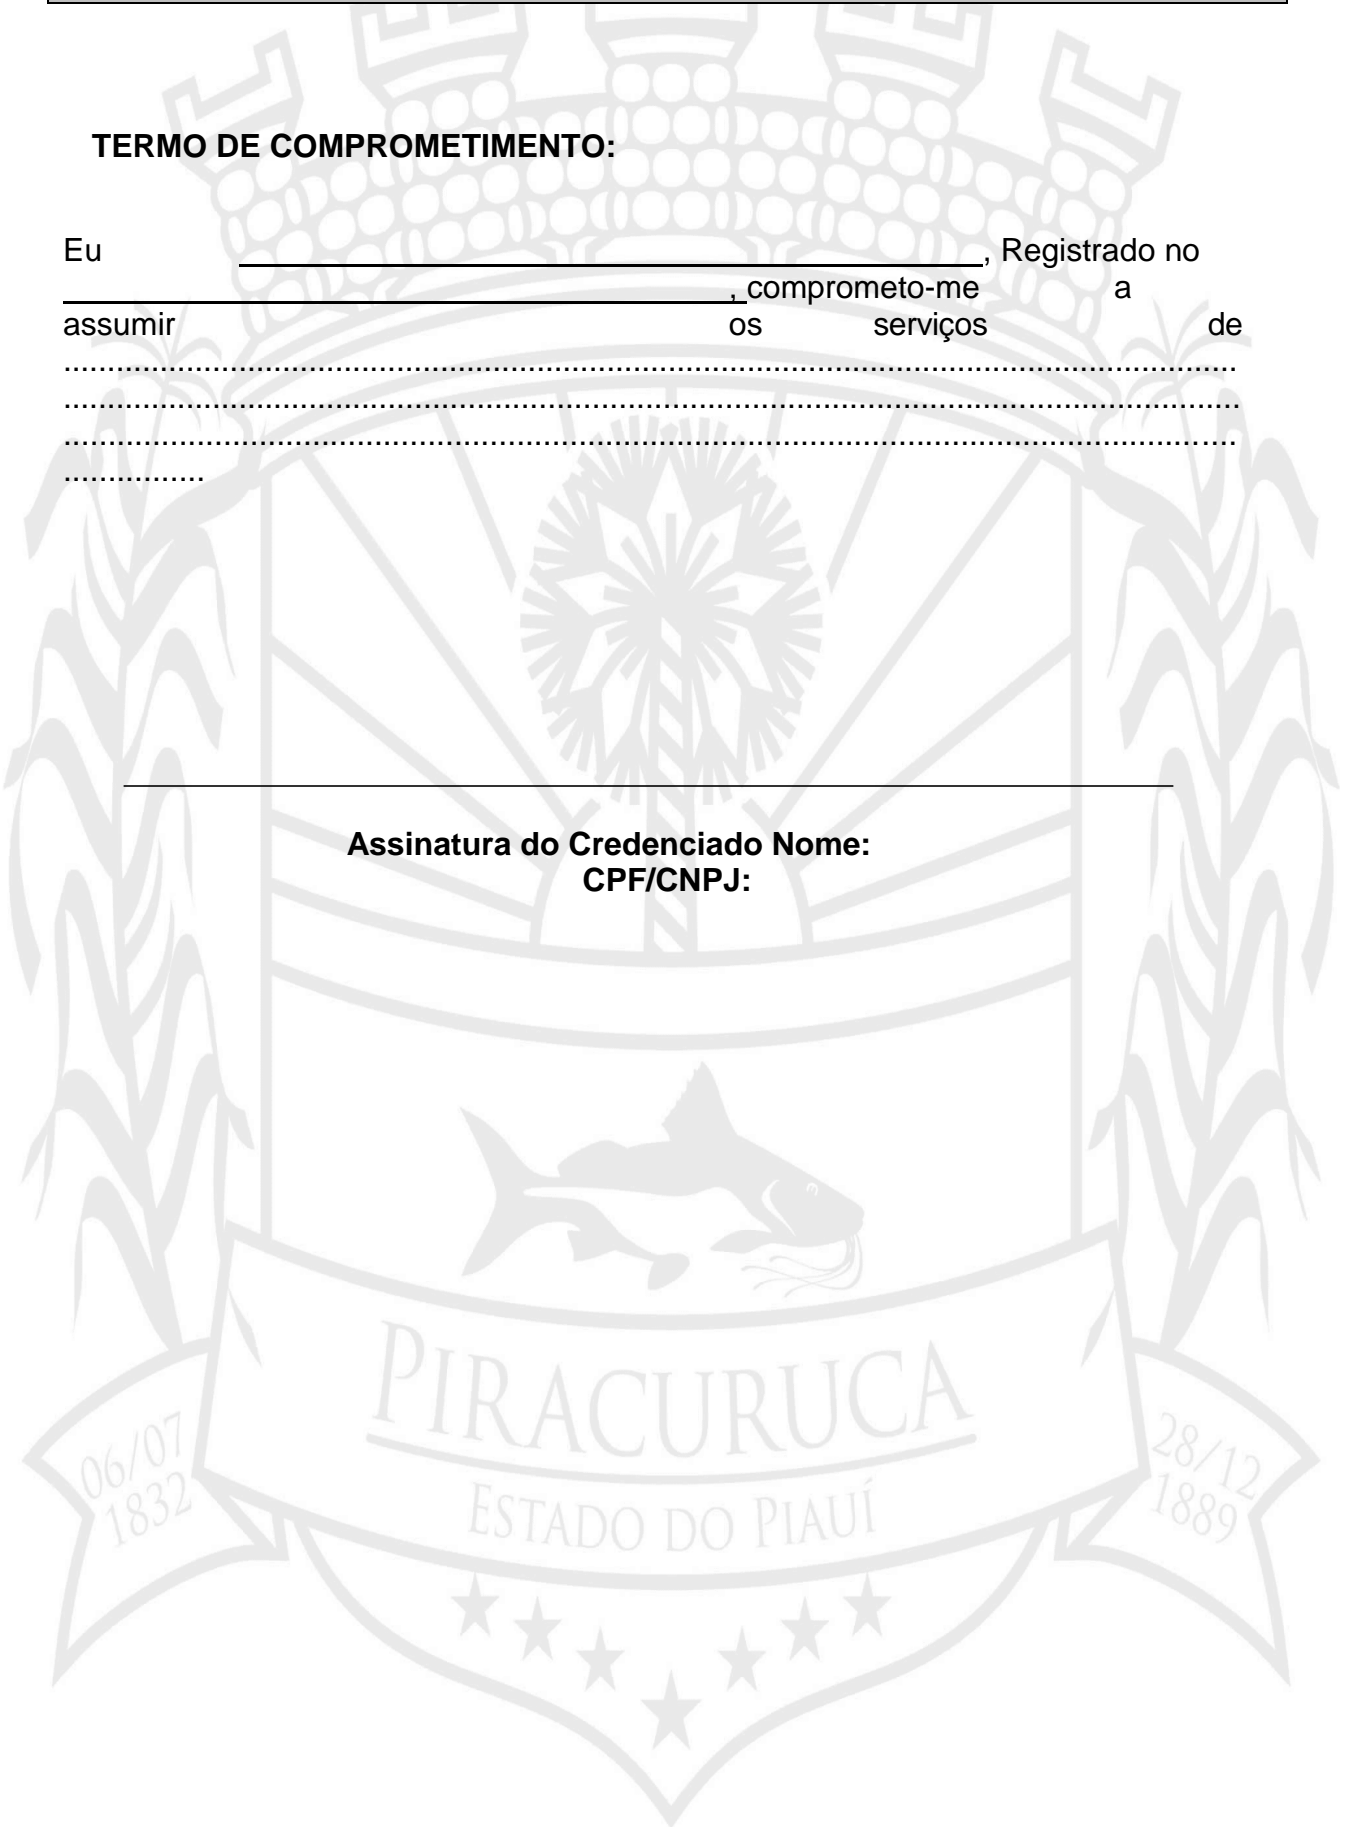 TERMO DE COMPROMETIMENTO:
Eu ______________________________, Registrado no
______________________________, comprometo-me a
assumir os serviços de
................................................................................................................................
................................................................................................................................
................................................................................................................................
................
Assinatura do Credenciado Nome:
CPF/CNPJ:
PIRACURUCA
06/07
1832
28/12
1889
ESTADO DO PIAUÍ